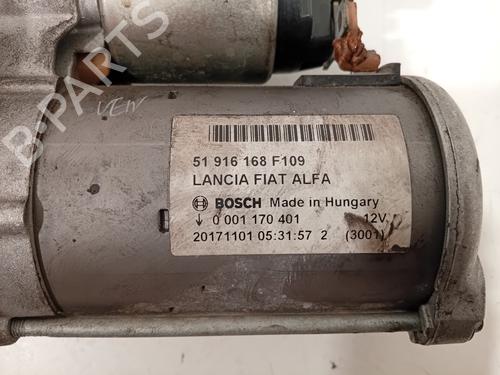 B-PARTS
VEW
51 916 168 F109
LANCIA FIAT ALFA
BOSCH Made in Hungary
0 001 170 401 12V
20171101 05:31:57 2 (3001)